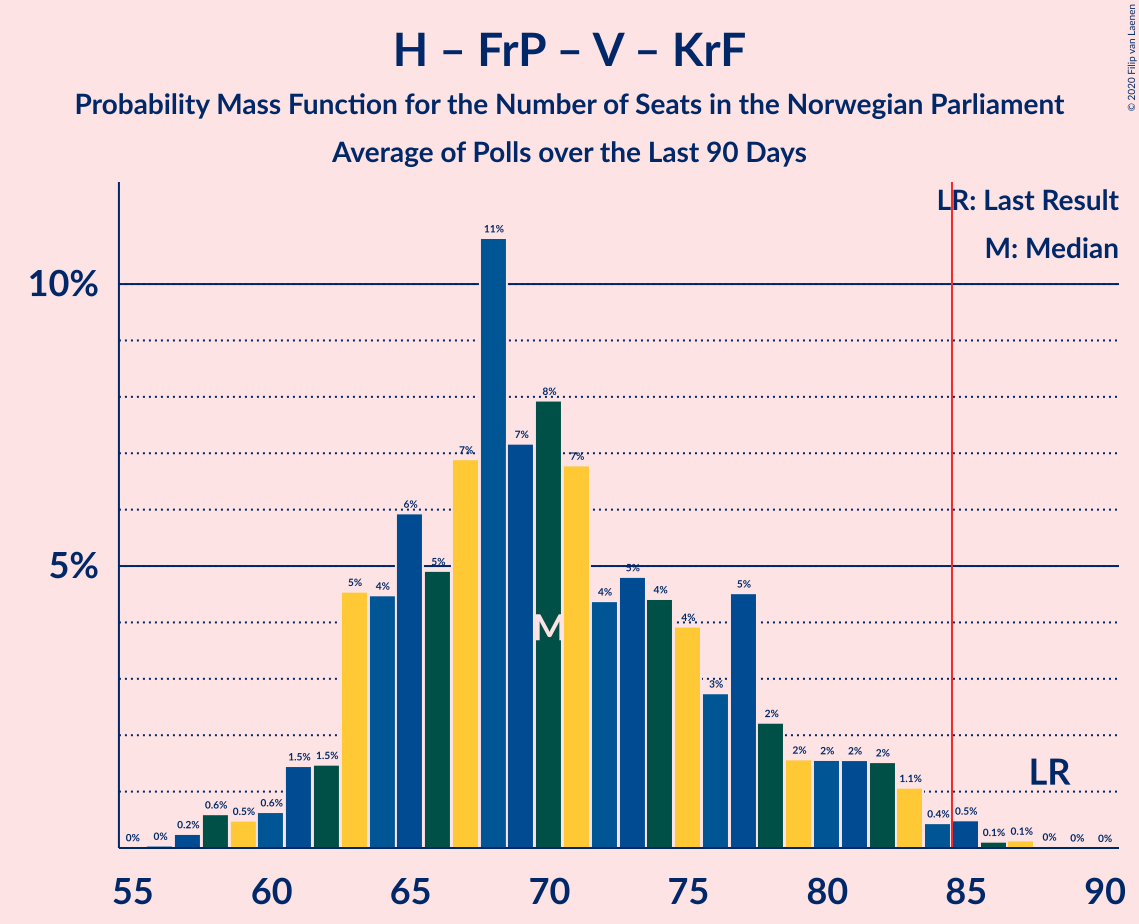 H – FrP – V – KrF
Probability Mass Function for the Number of Seats in the Norwegian Parliament
Average of Polls over the Last 90 Days
© 2020 Filip van Laenen
LR: Last Result
M: Median
10%
5%
0% 0% 0.2% 0.6% 0.5% 0.6% 1.5% 1.5% 5% 4% 6% 5% 7% 11% 7% 8% 7% 4% 5% 4% 4% 3% 5% 2% 2% 2% 2% 2% 1.1% 0.4% 0.5% 0.1% 0.1% 0% 0% 0%
M
LR
55 60 65 70 75 80 85 90